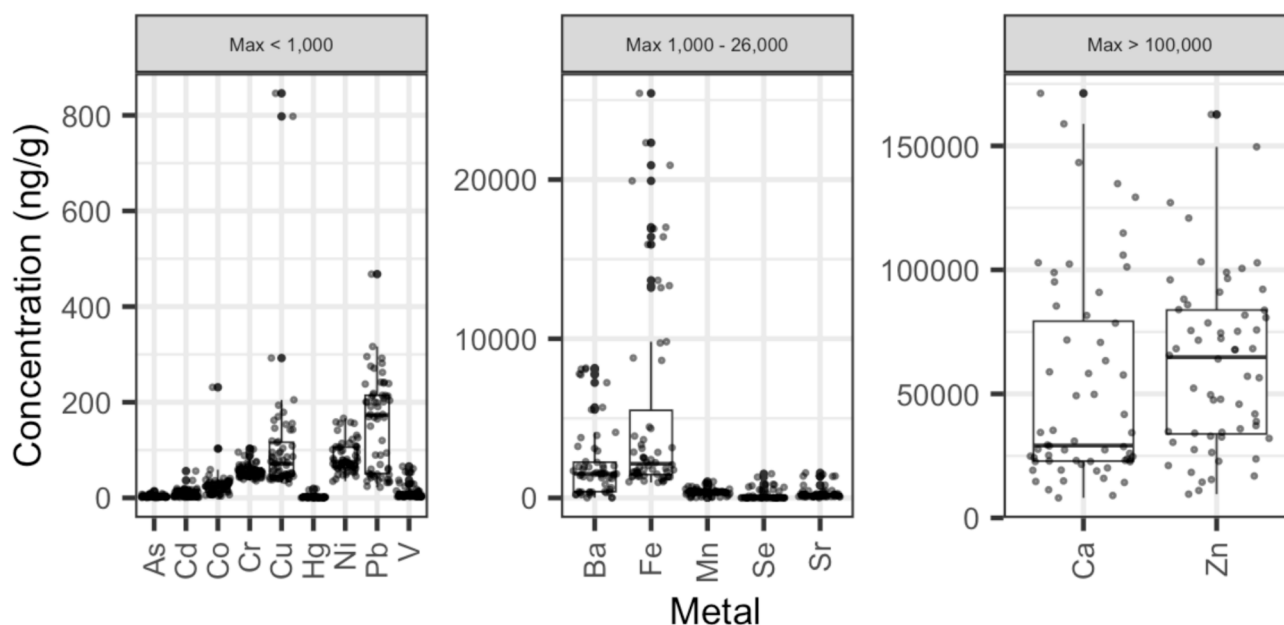 Max < 1,000
Max 1,000 - 26,000
Max > 100,000
Concentration (ng/g)
800
600
400
200
0
20000
10000
0
150000
100000
50000
0
As Cd Co Cr Cu Hg Ni Pb V
Ba Fe Mn Se Sr
Ca Zn
Metal